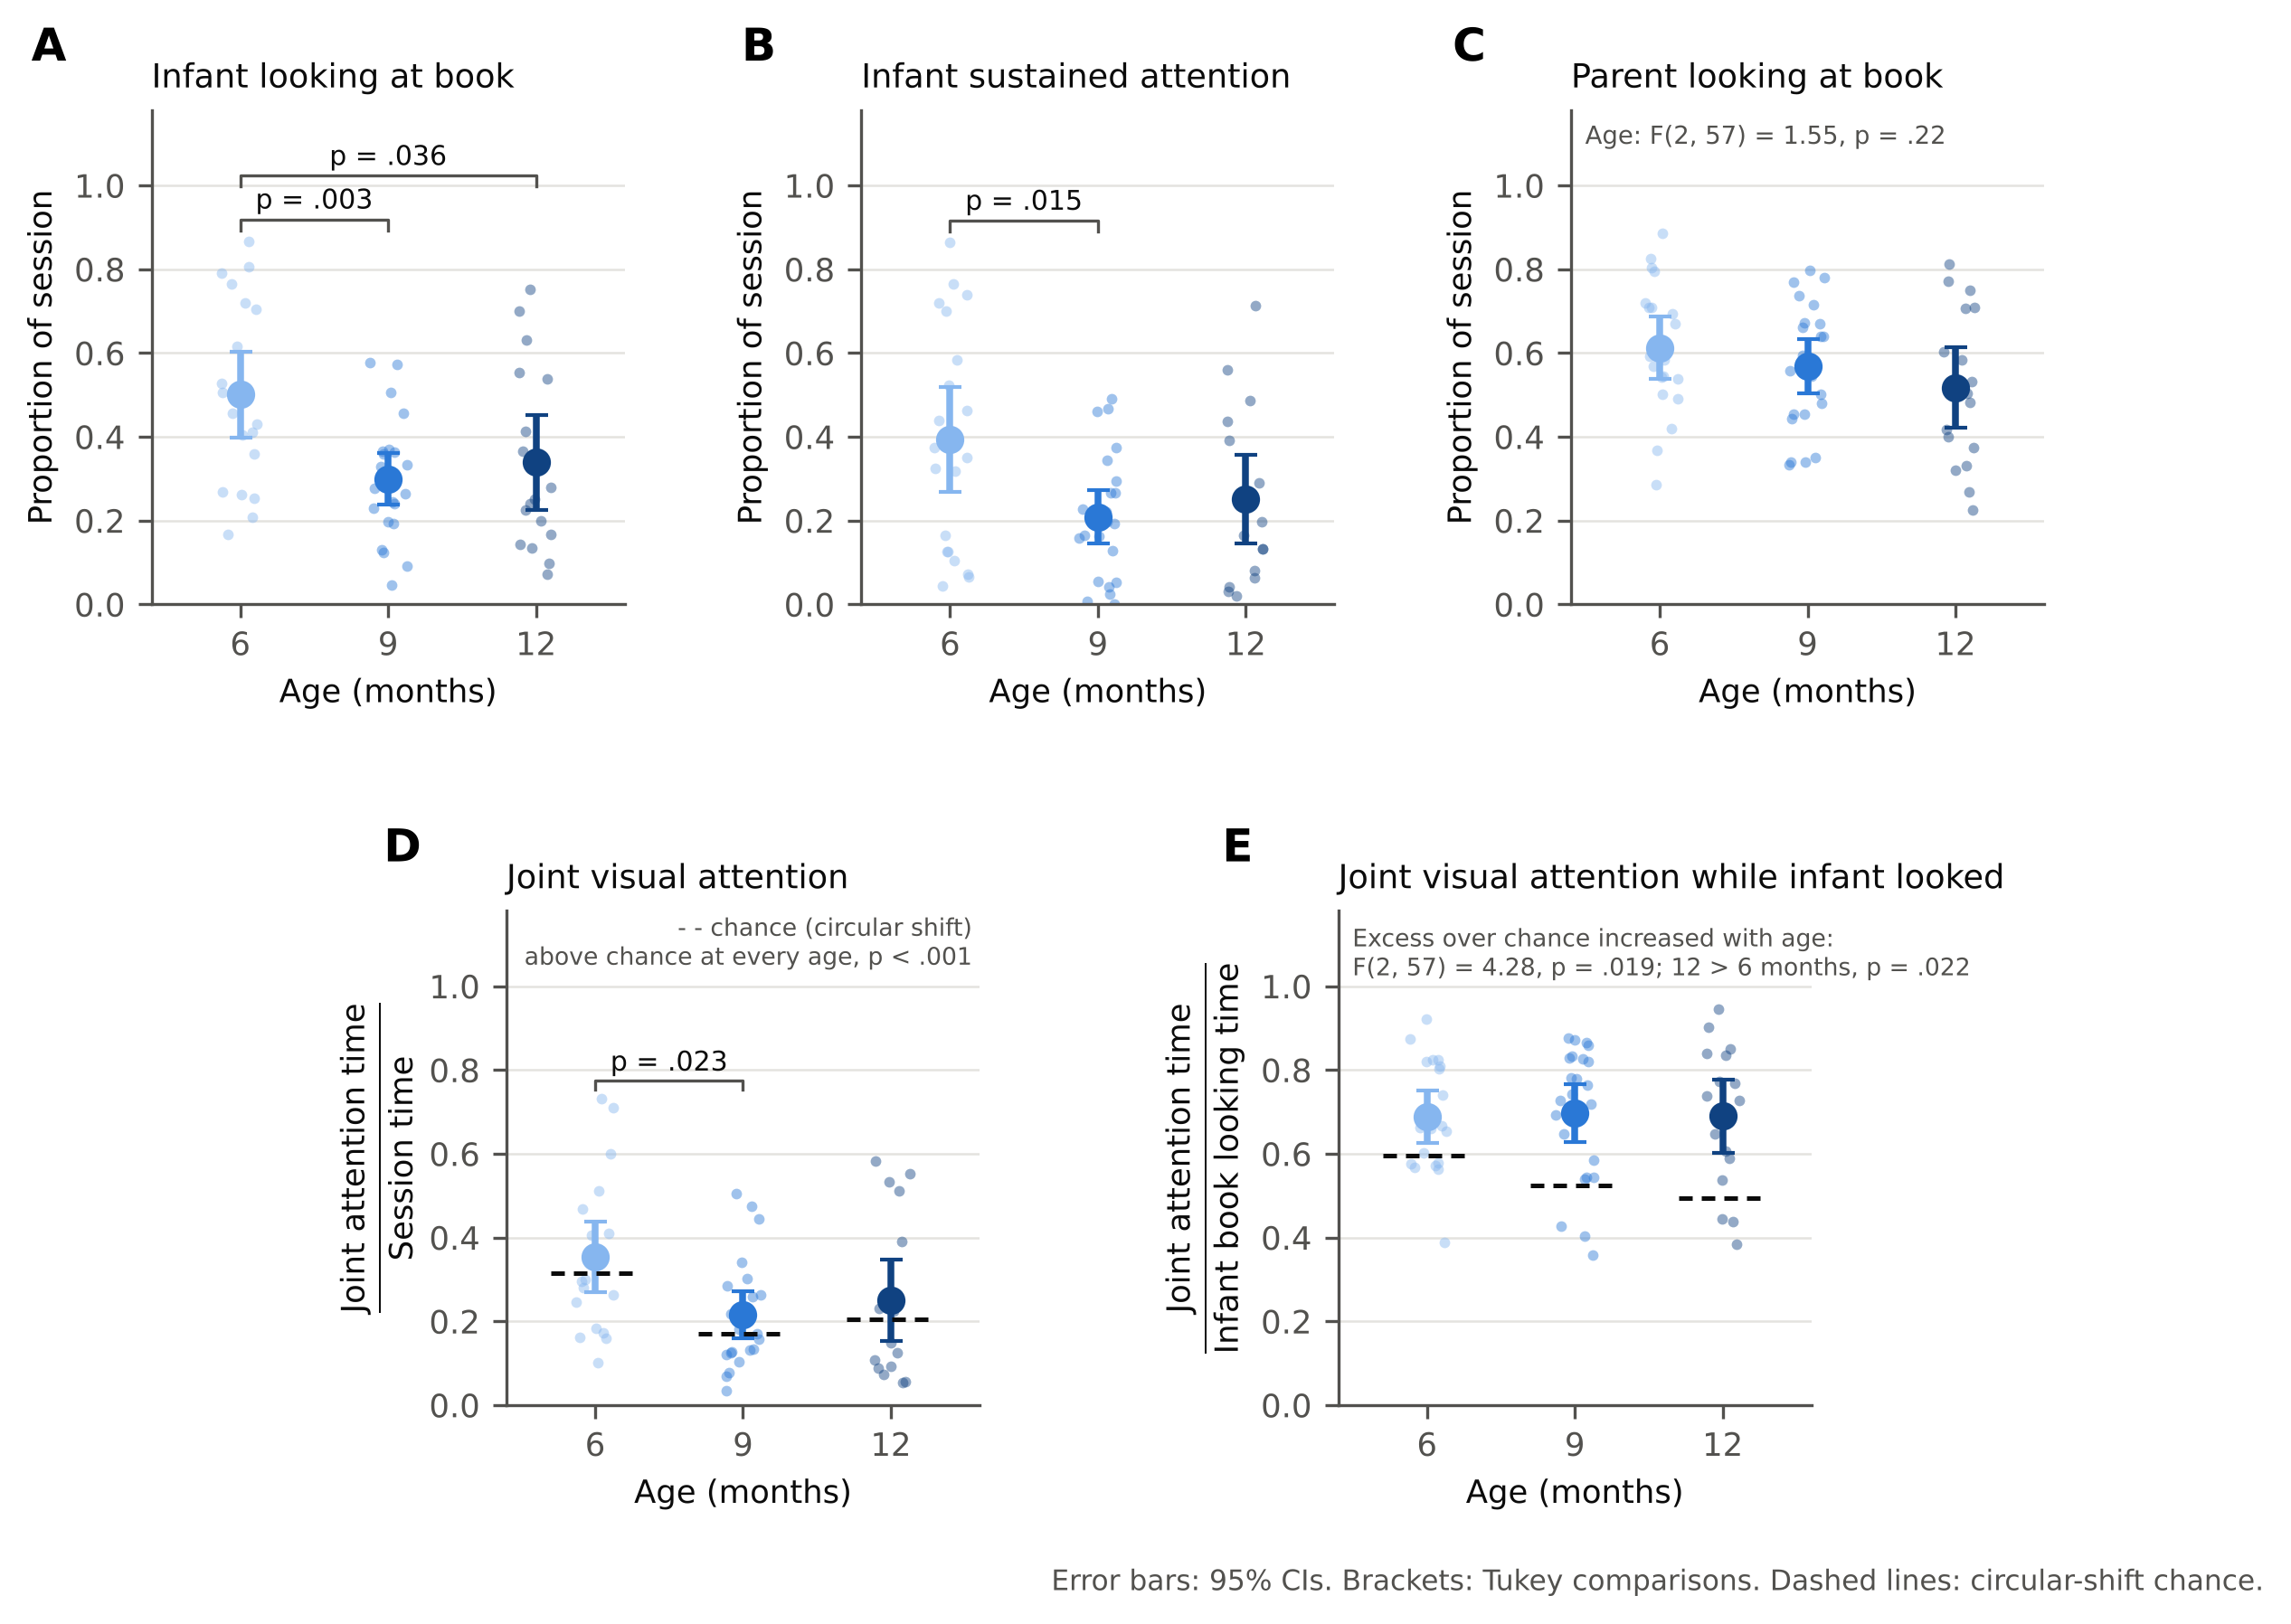 A
Infant looking at book
p = .036
p = .003
1.0
0.8
0.6
0.4
0.2
0.0
Proportion of session
6 9 12
Age (months)
B
Infant sustained attention
p = .015
1.0
0.8
0.6
0.4
0.2
0.0
Proportion of session
6 9 12
Age (months)
C
Parent looking at book
Age: F(2, 57) = 1.55, p = .22
1.0
0.8
0.6
0.4
0.2
0.0
Proportion of session
6 9 12
Age (months)
D
Joint visual attention
- - chance (circular shift)
above chance at every age, p < .001
p = .023
1.0
0.8
0.6
0.4
0.2
0.0
Joint attention time
Session time
6 9 12
Age (months)
E
Joint visual attention while infant looked
Excess over chance increased with age:
F(2, 57) = 4.28, p = .019; 12 > 6 months, p = .022
1.0
0.8
0.6
0.4
0.2
0.0
Joint attention time
Infant book looking time
6 9 12
Age (months)
Error bars: 95% CIs. Brackets: Tukey comparisons. Dashed lines: circular-shift chance.